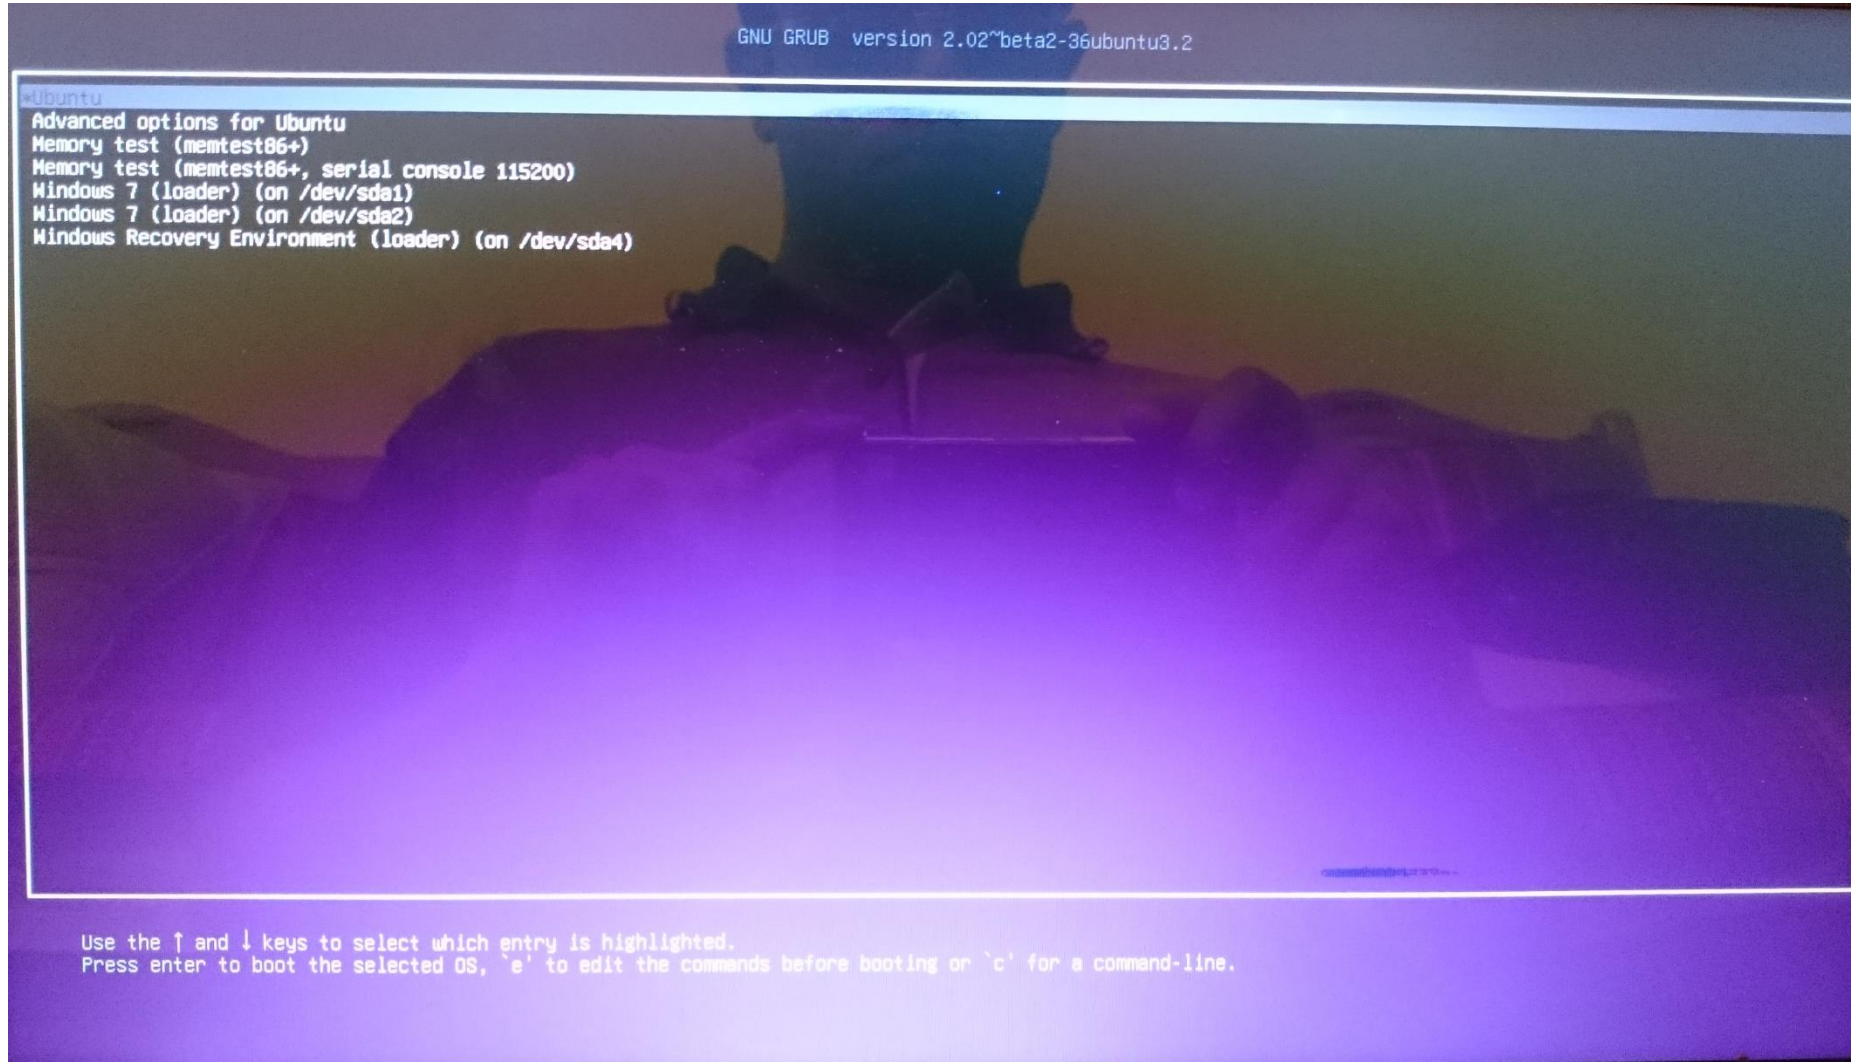 GNU GRUB  version 2.02~beta2-36ubuntu3.2
*Ubuntu
Advanced options for Ubuntu
Memory test (memtest86+)
Memory test (memtest86+, serial console 115200)
Windows 7 (loader) (on /dev/sda1)
Windows 7 (loader) (on /dev/sda2)
Windows Recovery Environment (loader) (on /dev/sda4)
Use the ↑ and ↓ keys to select which entry is highlighted.
Press enter to boot the selected OS, `e' to edit the commands before booting or `c' for a command-line.